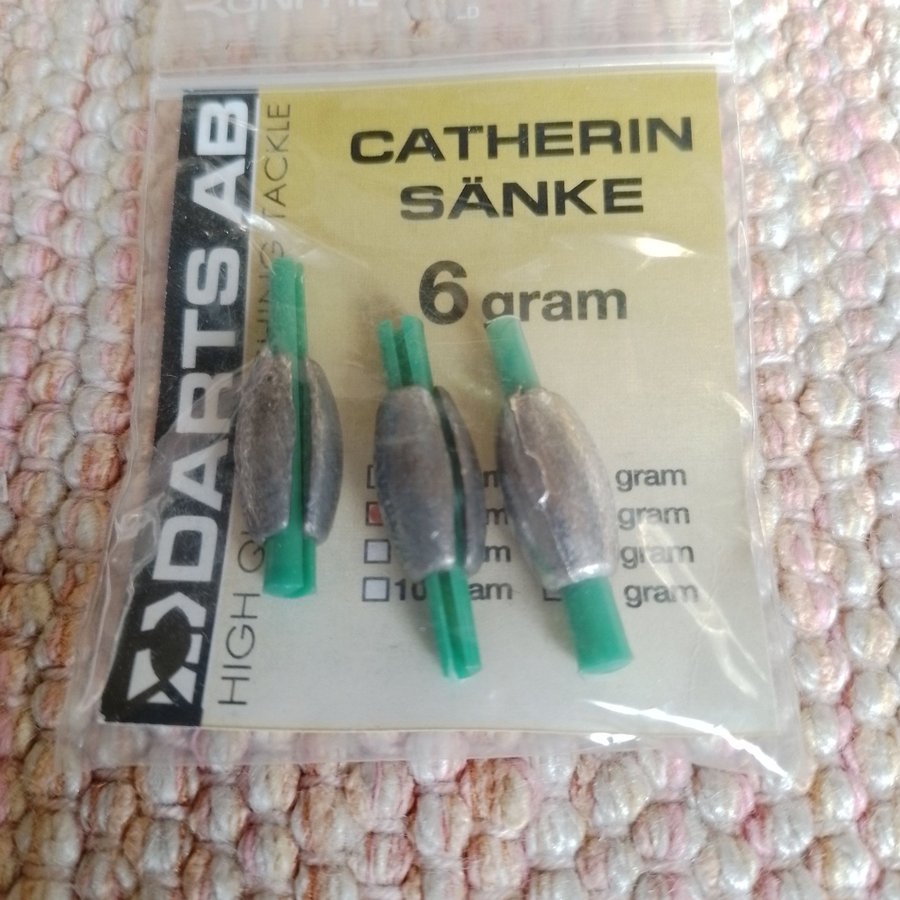 CATHERIN
SÄNKE
6 gram
gram
gram
gram
gram
DARTS AB
HIGH
TACKLE